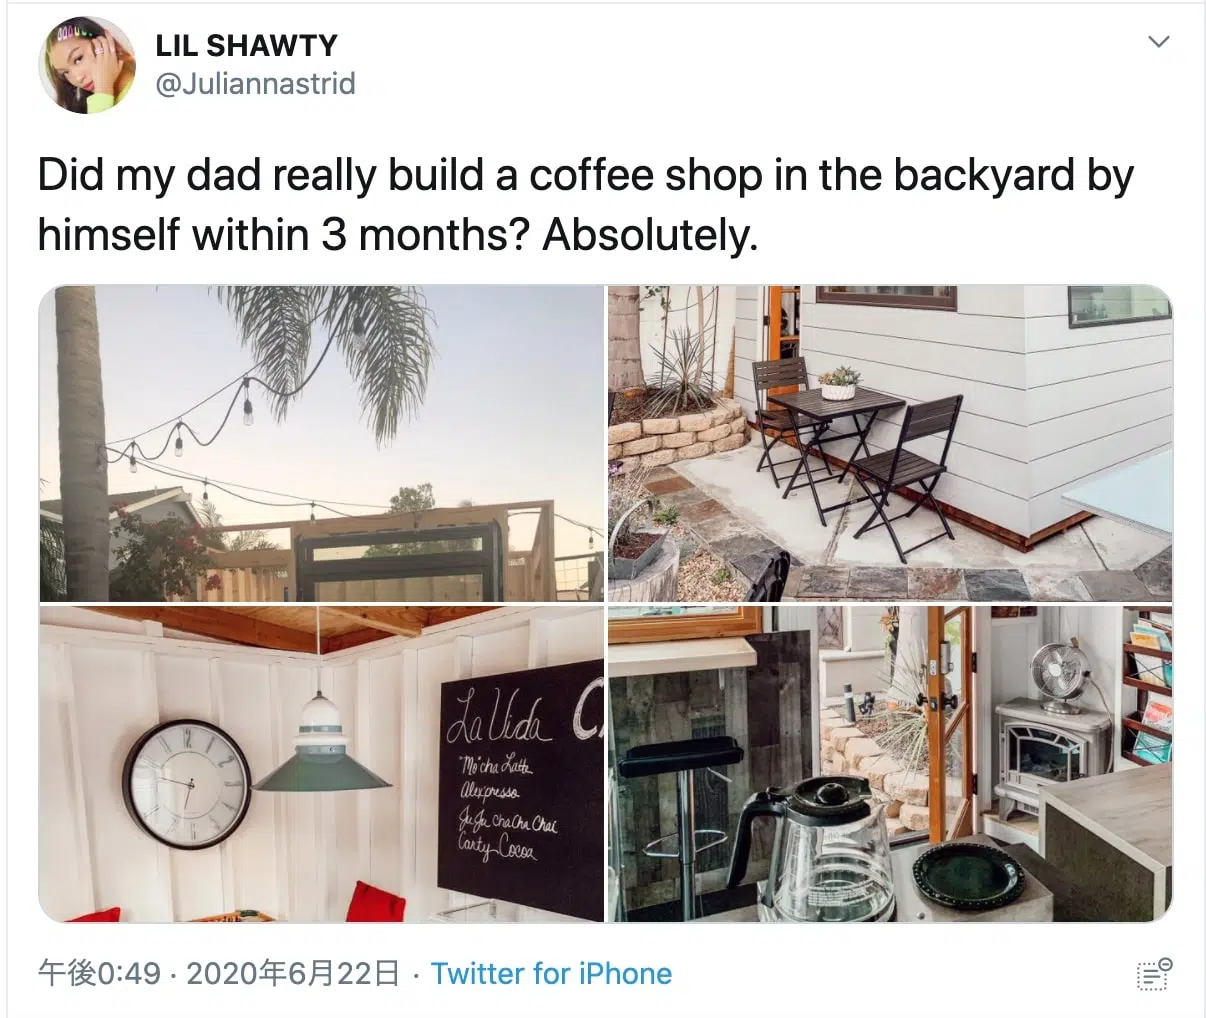 LIL SHAWTY
@Juliannastrid
Did my dad really build a coffee shop in the backyard by
himself within 3 months? Absolutely.
La Vida C
Mo'cha Latte
Alexpresso
JuJu ChaCha Chai
Carty Cocoa
午後0:49 · 2020年6月22日 · Twitter for iPhone